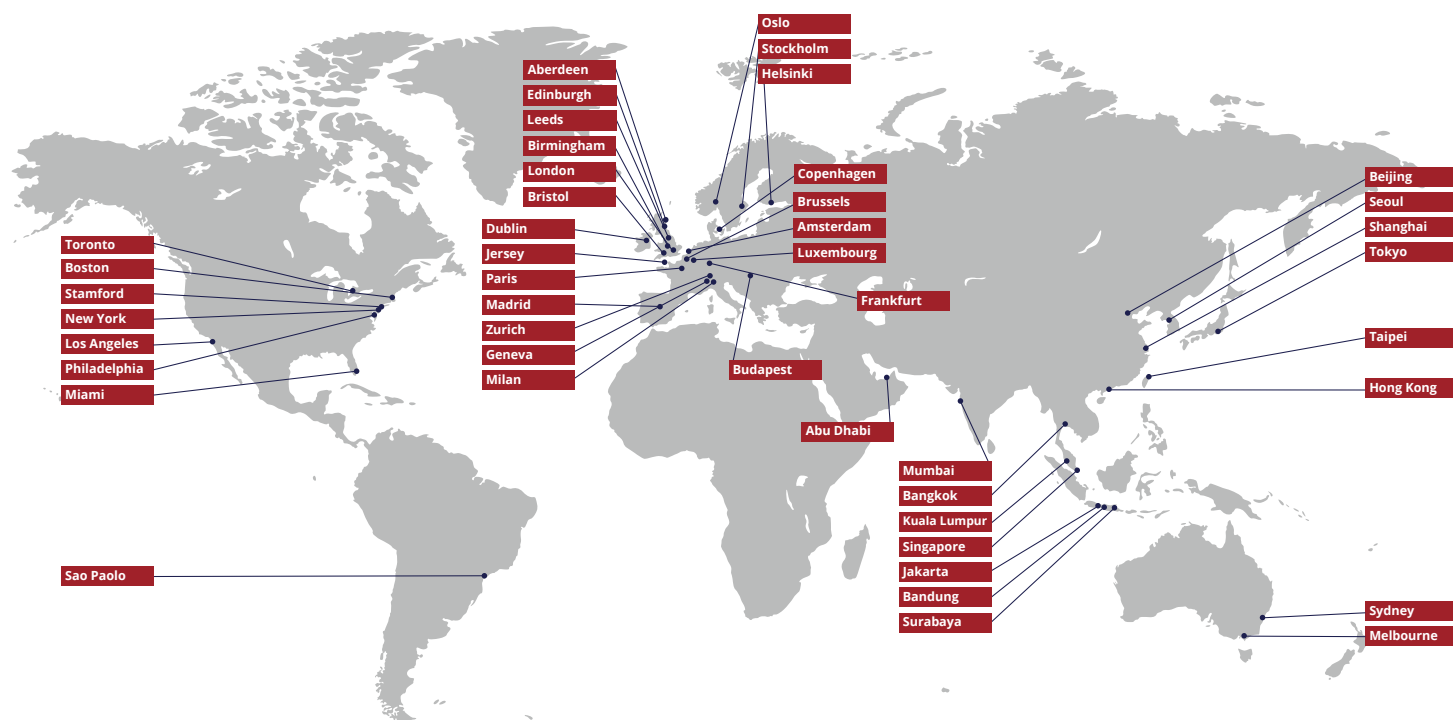 Oslo
Stockholm
Helsinki
Aberdeen
Edinburgh
Leeds
Birmingham
London
Bristol
Copenhagen
Brussels
Amsterdam
Luxembourg
Beijing
Seoul
Shanghai
Tokyo
Dublin
Jersey
Paris
Madrid
Zurich
Geneva
Milan
Toronto
Boston
Stamford
New York
Los Angeles
Philadelphia
Miami
Frankfurt
Budapest
Taipei
Hong Kong
Abu Dhabi
Mumbai
Bangkok
Kuala Lumpur
Singapore
Jakarta
Bandung
Surabaya
Sao Paolo
Sydney
Melbourne